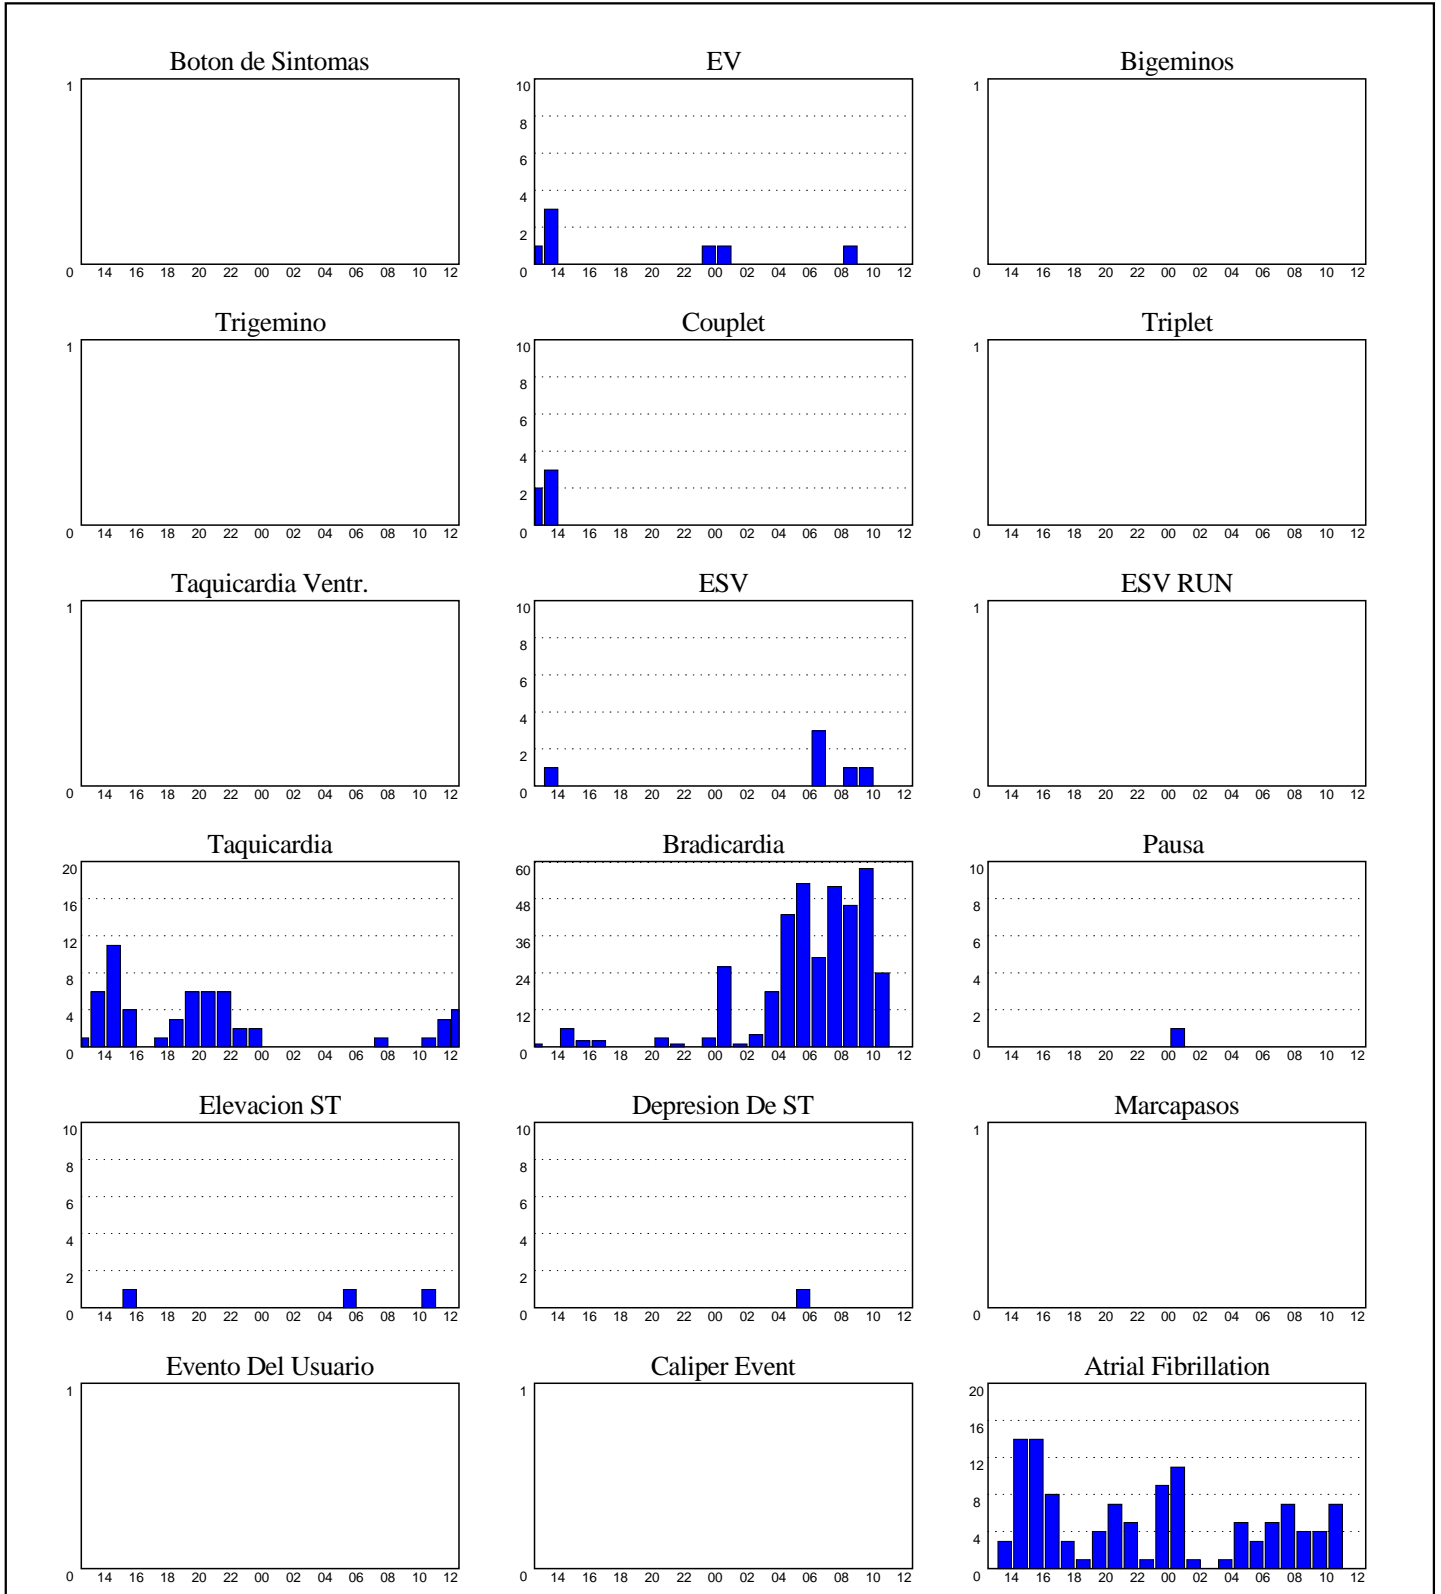 Boton de Sintomas EV Bigeminos
1 10 1
8
6
4
2
0 14 16 18 20 22 00 02 04 06 08 10 12 0 14 16 18 20 22 00 02 04 06 08 10 12 0 14 16 18 20 22 00 02 04 06 08 10 12
Trigemino Couplet Triplet
1 10 1
8
6
4
2
0 14 16 18 20 22 00 02 04 06 08 10 12 0 14 16 18 20 22 00 02 04 06 08 10 12 0 14 16 18 20 22 00 02 04 06 08 10 12
Taquicardia Ventr. ESV ESV RUN
1 10 1
8
6
4
2
0 14 16 18 20 22 00 02 04 06 08 10 12 0 14 16 18 20 22 00 02 04 06 08 10 12 0 14 16 18 20 22 00 02 04 06 08 10 12
Taquicardia Bradicardia Pausa
20 60 10
16 48 8
12 36 6
8 24 4
4 12 2
0 14 16 18 20 22 00 02 04 06 08 10 12 0 14 16 18 20 22 00 02 04 06 08 10 12 0 14 16 18 20 22 00 02 04 06 08 10 12
Elevacion ST Depresion De ST Marcapasos
10 10 1
8 8
6 6
4 4
2 2
0 14 16 18 20 22 00 02 04 06 08 10 12 0 14 16 18 20 22 00 02 04 06 08 10 12 0 14 16 18 20 22 00 02 04 06 08 10 12
Evento Del Usuario Caliper Event Atrial Fibrillation
1 1 20
16
12
8
4
0 14 16 18 20 22 00 02 04 06 08 10 12 0 14 16 18 20 22 00 02 04 06 08 10 12 0 14 16 18 20 22 00 02 04 06 08 10 12